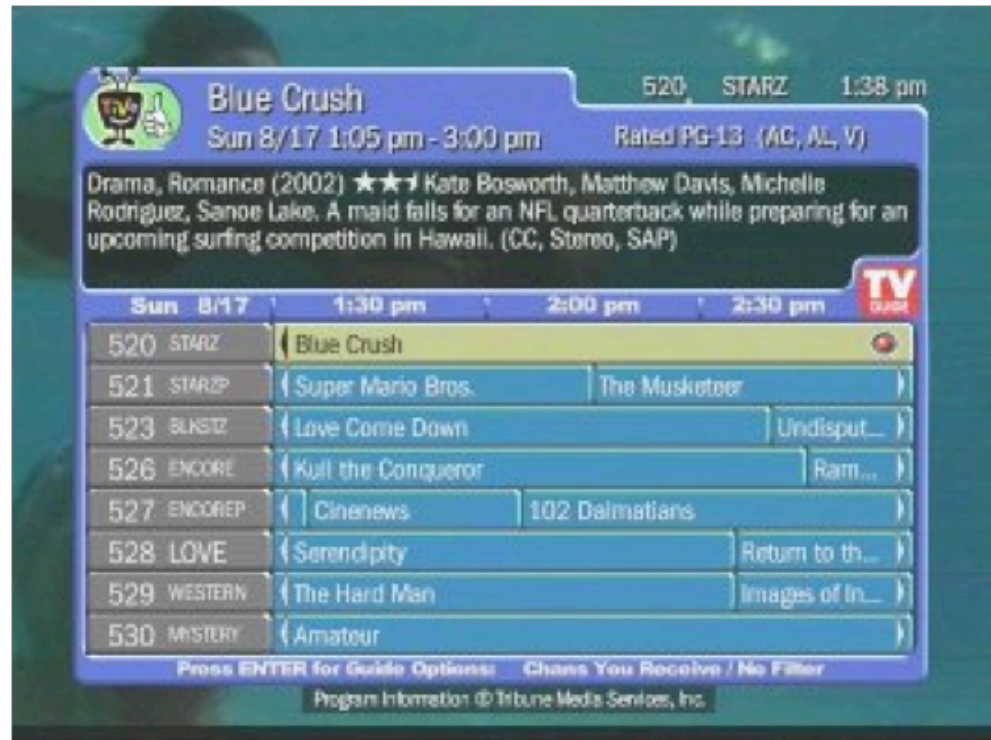 Blue Crush
520 STARZ 1:38 pm
TiVo
Sun 8/17 1:05 pm - 3:00 pm Rated PG-13 (AC, AL, V)
Drama, Romance (2002) ★★ Kate Bosworth, Matthew Davis, Michelle
Rodriguez, Sanoe Lake. A maid falls for an NFL quarterback while preparing for an
upcoming surfing competition in Hawaii. (CC, Stereo, SAP)
TV
GUIDE
Sun 8/17 1:30 pm 2:00 pm 2:30 pm
520 STARZ Blue Crush
521 STARZP Super Mario Bros. The Musketeer
523 BLKSTZ Love Come Down Undisput...
526 ENCORE Kull the Conqueror Ram...
527 ENCOREP Cinenews 102 Dalmatians
528 LOVE Serendipity Return to th...
529 WESTERN The Hard Man Images of In...
530 MYSTERY Amateur
Press ENTER for Guide Options: Chans You Receive / No Filter
Program Information © Tribune Media Services, Inc.